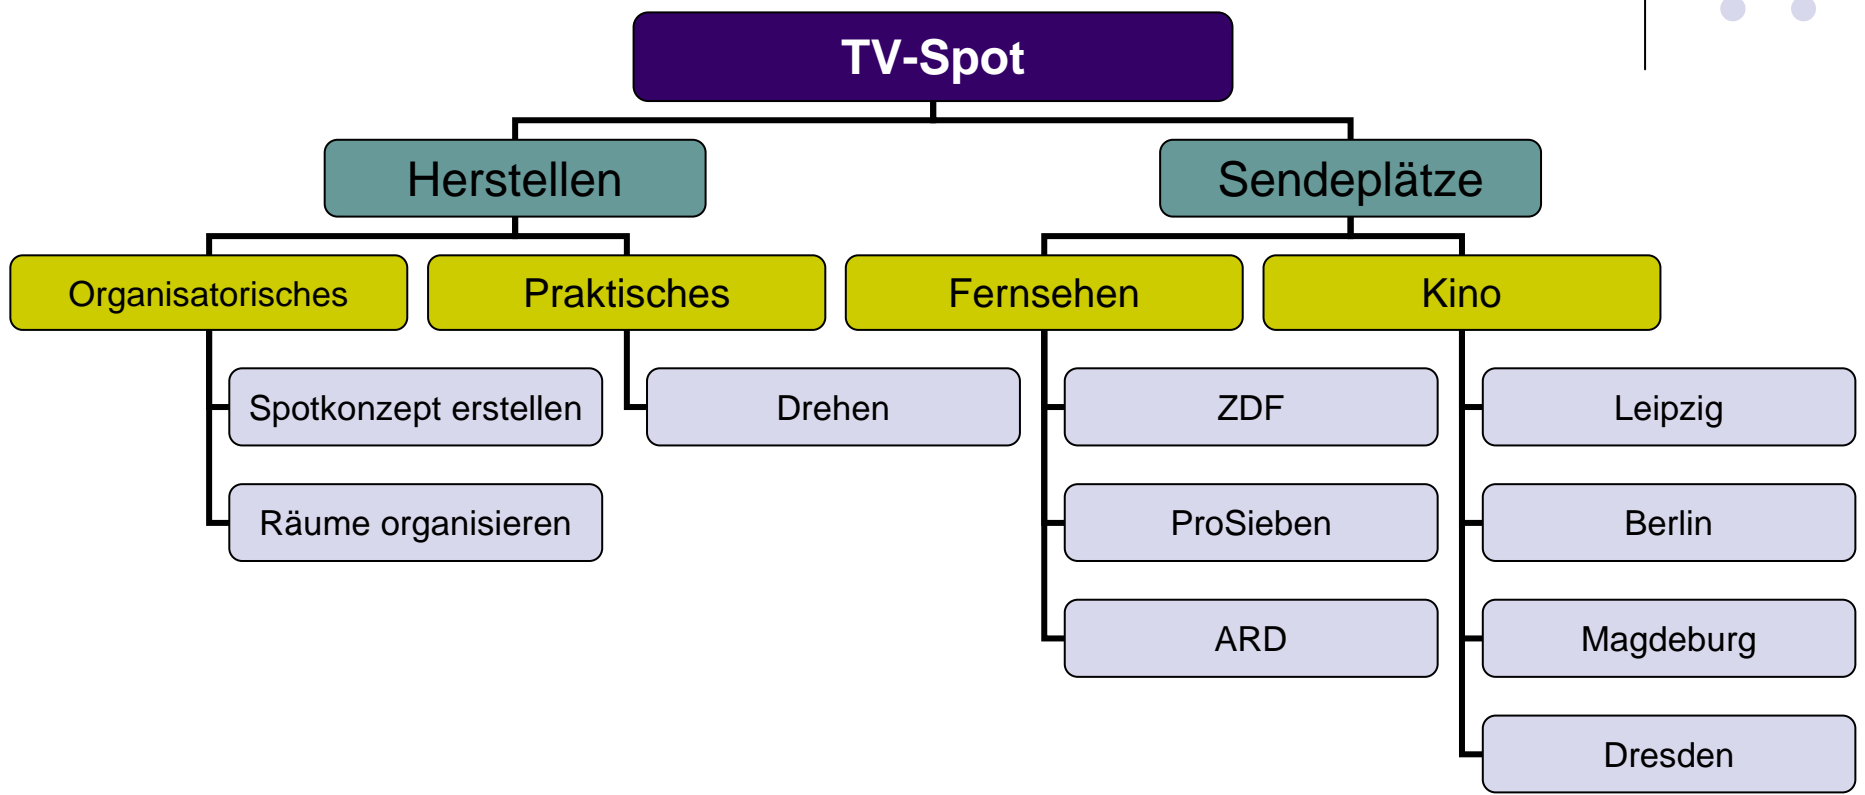 TV-Spot
Herstellen
Sendeplätze
Organisatorisches
Praktisches
Fernsehen
Kino
Spotkonzept erstellen
Drehen
ZDF
Leipzig
Räume organisieren
ProSieben
Berlin
ARD
Magdeburg
Dresden